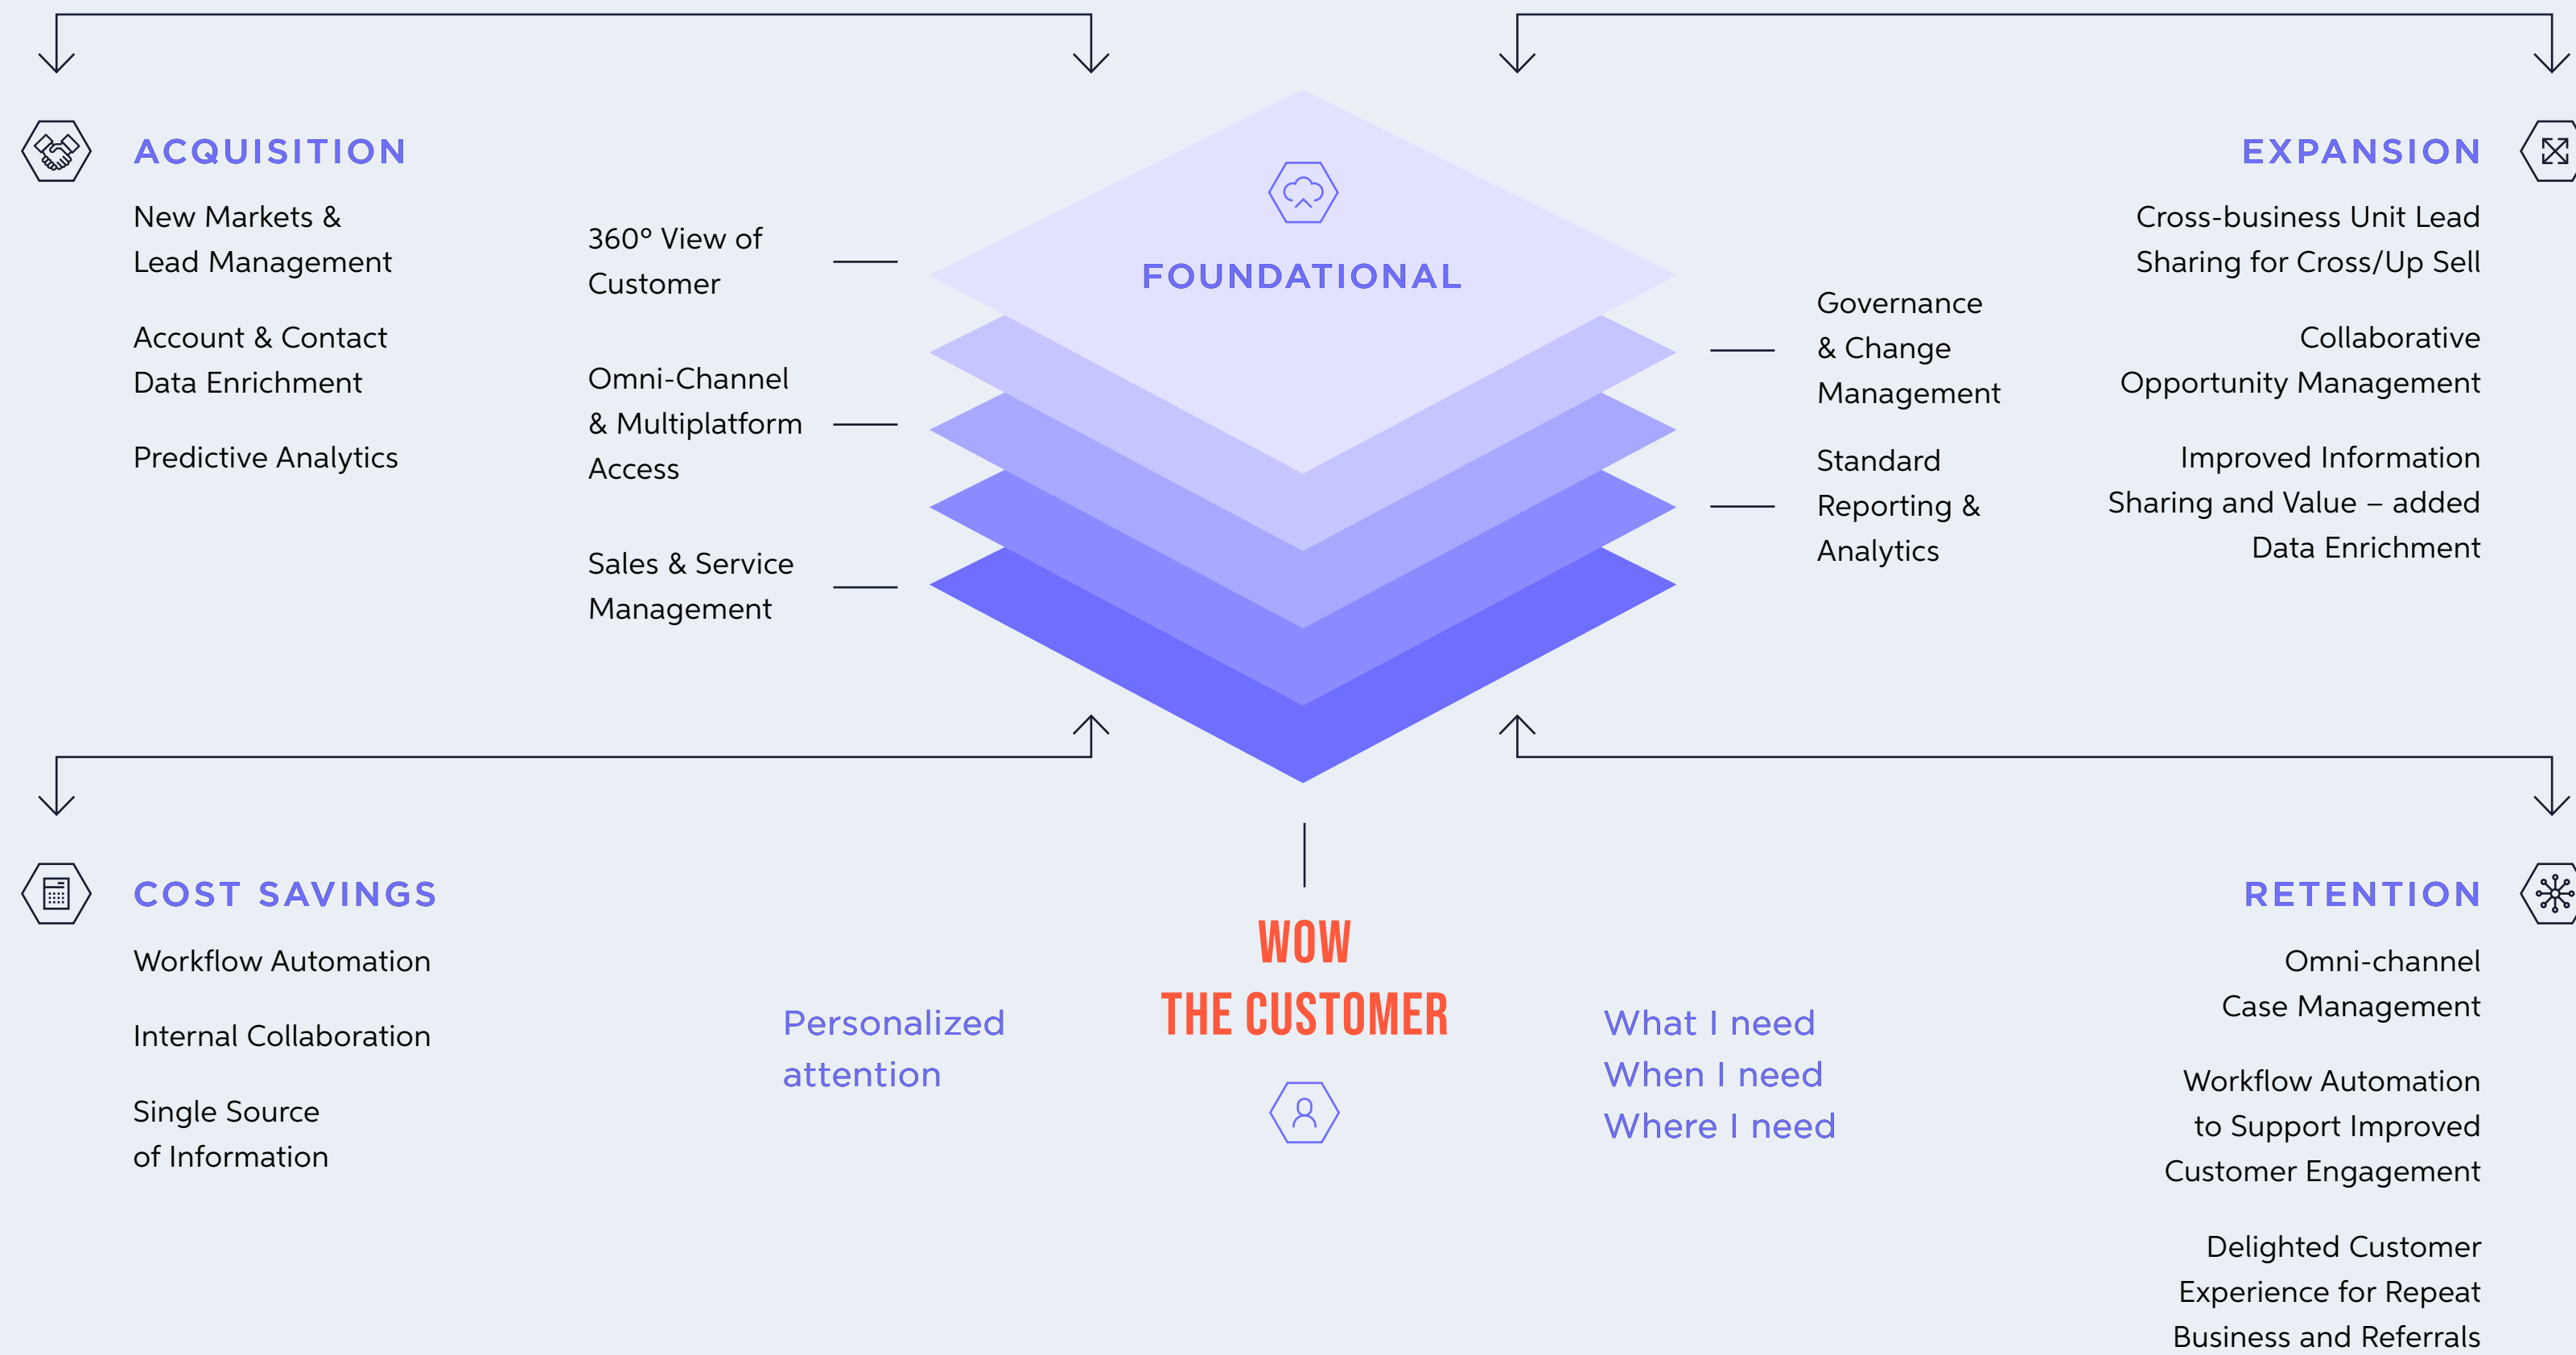 ACQUISITION
New Markets &
Lead Management
Account & Contact
Data Enrichment
Predictive Analytics
360° View of
Customer
Omni-Channel
& Multiplatform
Access
Sales & Service
Management
FOUNDATIONAL
Governance
& Change
Management
Standard
Reporting &
Analytics
EXPANSION
Cross-business Unit Lead
Sharing for Cross/Up Sell
Collaborative
Opportunity Management
Improved Information
Sharing and Value – added
Data Enrichment
COST SAVINGS
Workflow Automation
Internal Collaboration
Single Source
of Information
Personalized
attention
WOW
THE CUSTOMER
What I need
When I need
Where I need
RETENTION
Omni-channel
Case Management
Workflow Automation
to Support Improved
Customer Engagement
Delighted Customer
Experience for Repeat
Business and Referrals